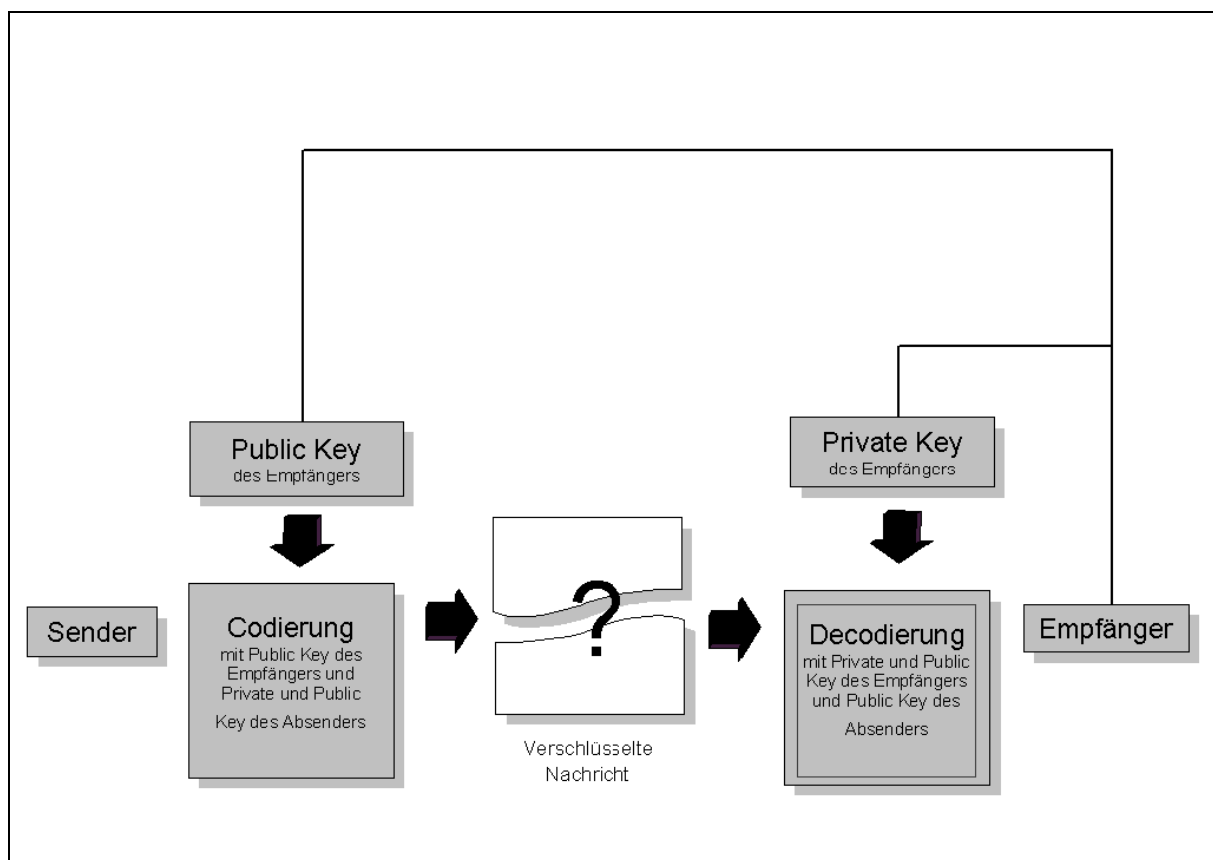 Public Key
des Empfängers
Private Key
des Empfängers
Sender
Codierung
mit Public Key des
Empfängers und
Private und Public
Key des Absenders
?
Verschlüsselte
Nachricht
Decodierung
mit Private und Public
Key des Empfängers
und Public Key des
Absenders
Empfänger